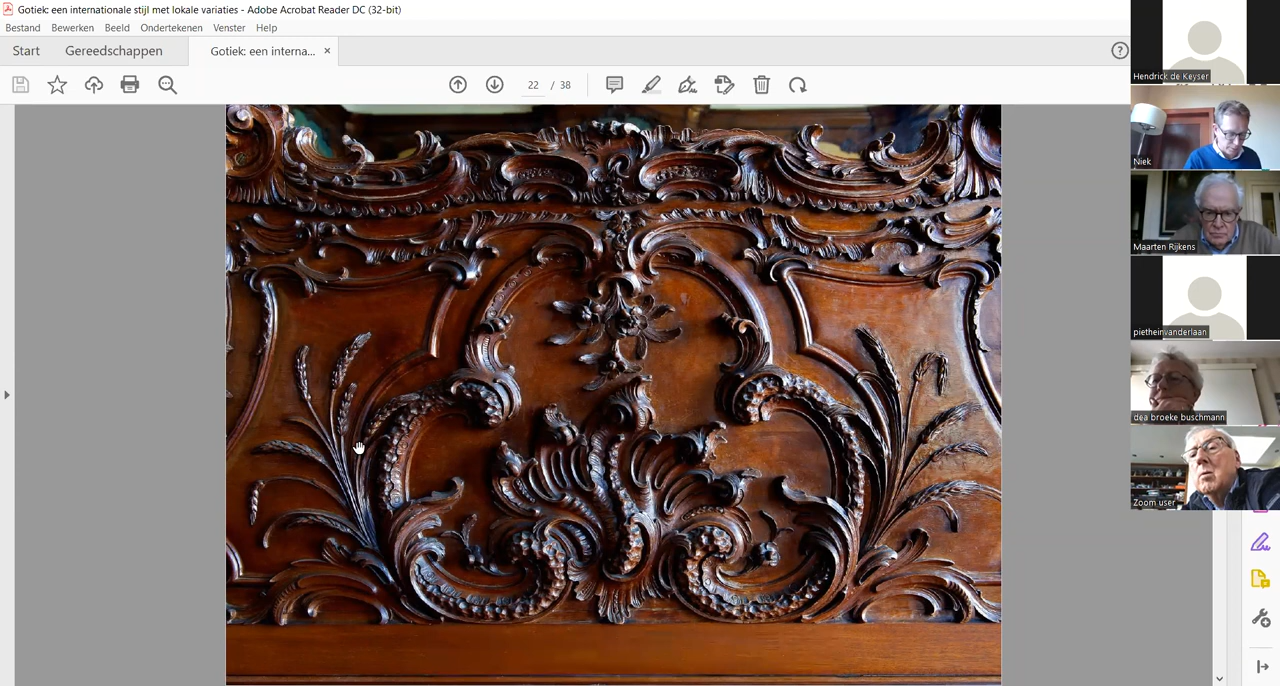 Gotiek: een internationale stijl met lokale variaties - Adobe Acrobat Reader DC (32-bit)
Bestand Bewerken Beeld Ondertekenen Venster Help
Start Gereedschappen Gotiek: een interna... ×
22 / 38
Hendrick de Keyser
Niek
Maarten Rijkens
pietheinvanderlaan
dea broeke buschmann
Zoom user